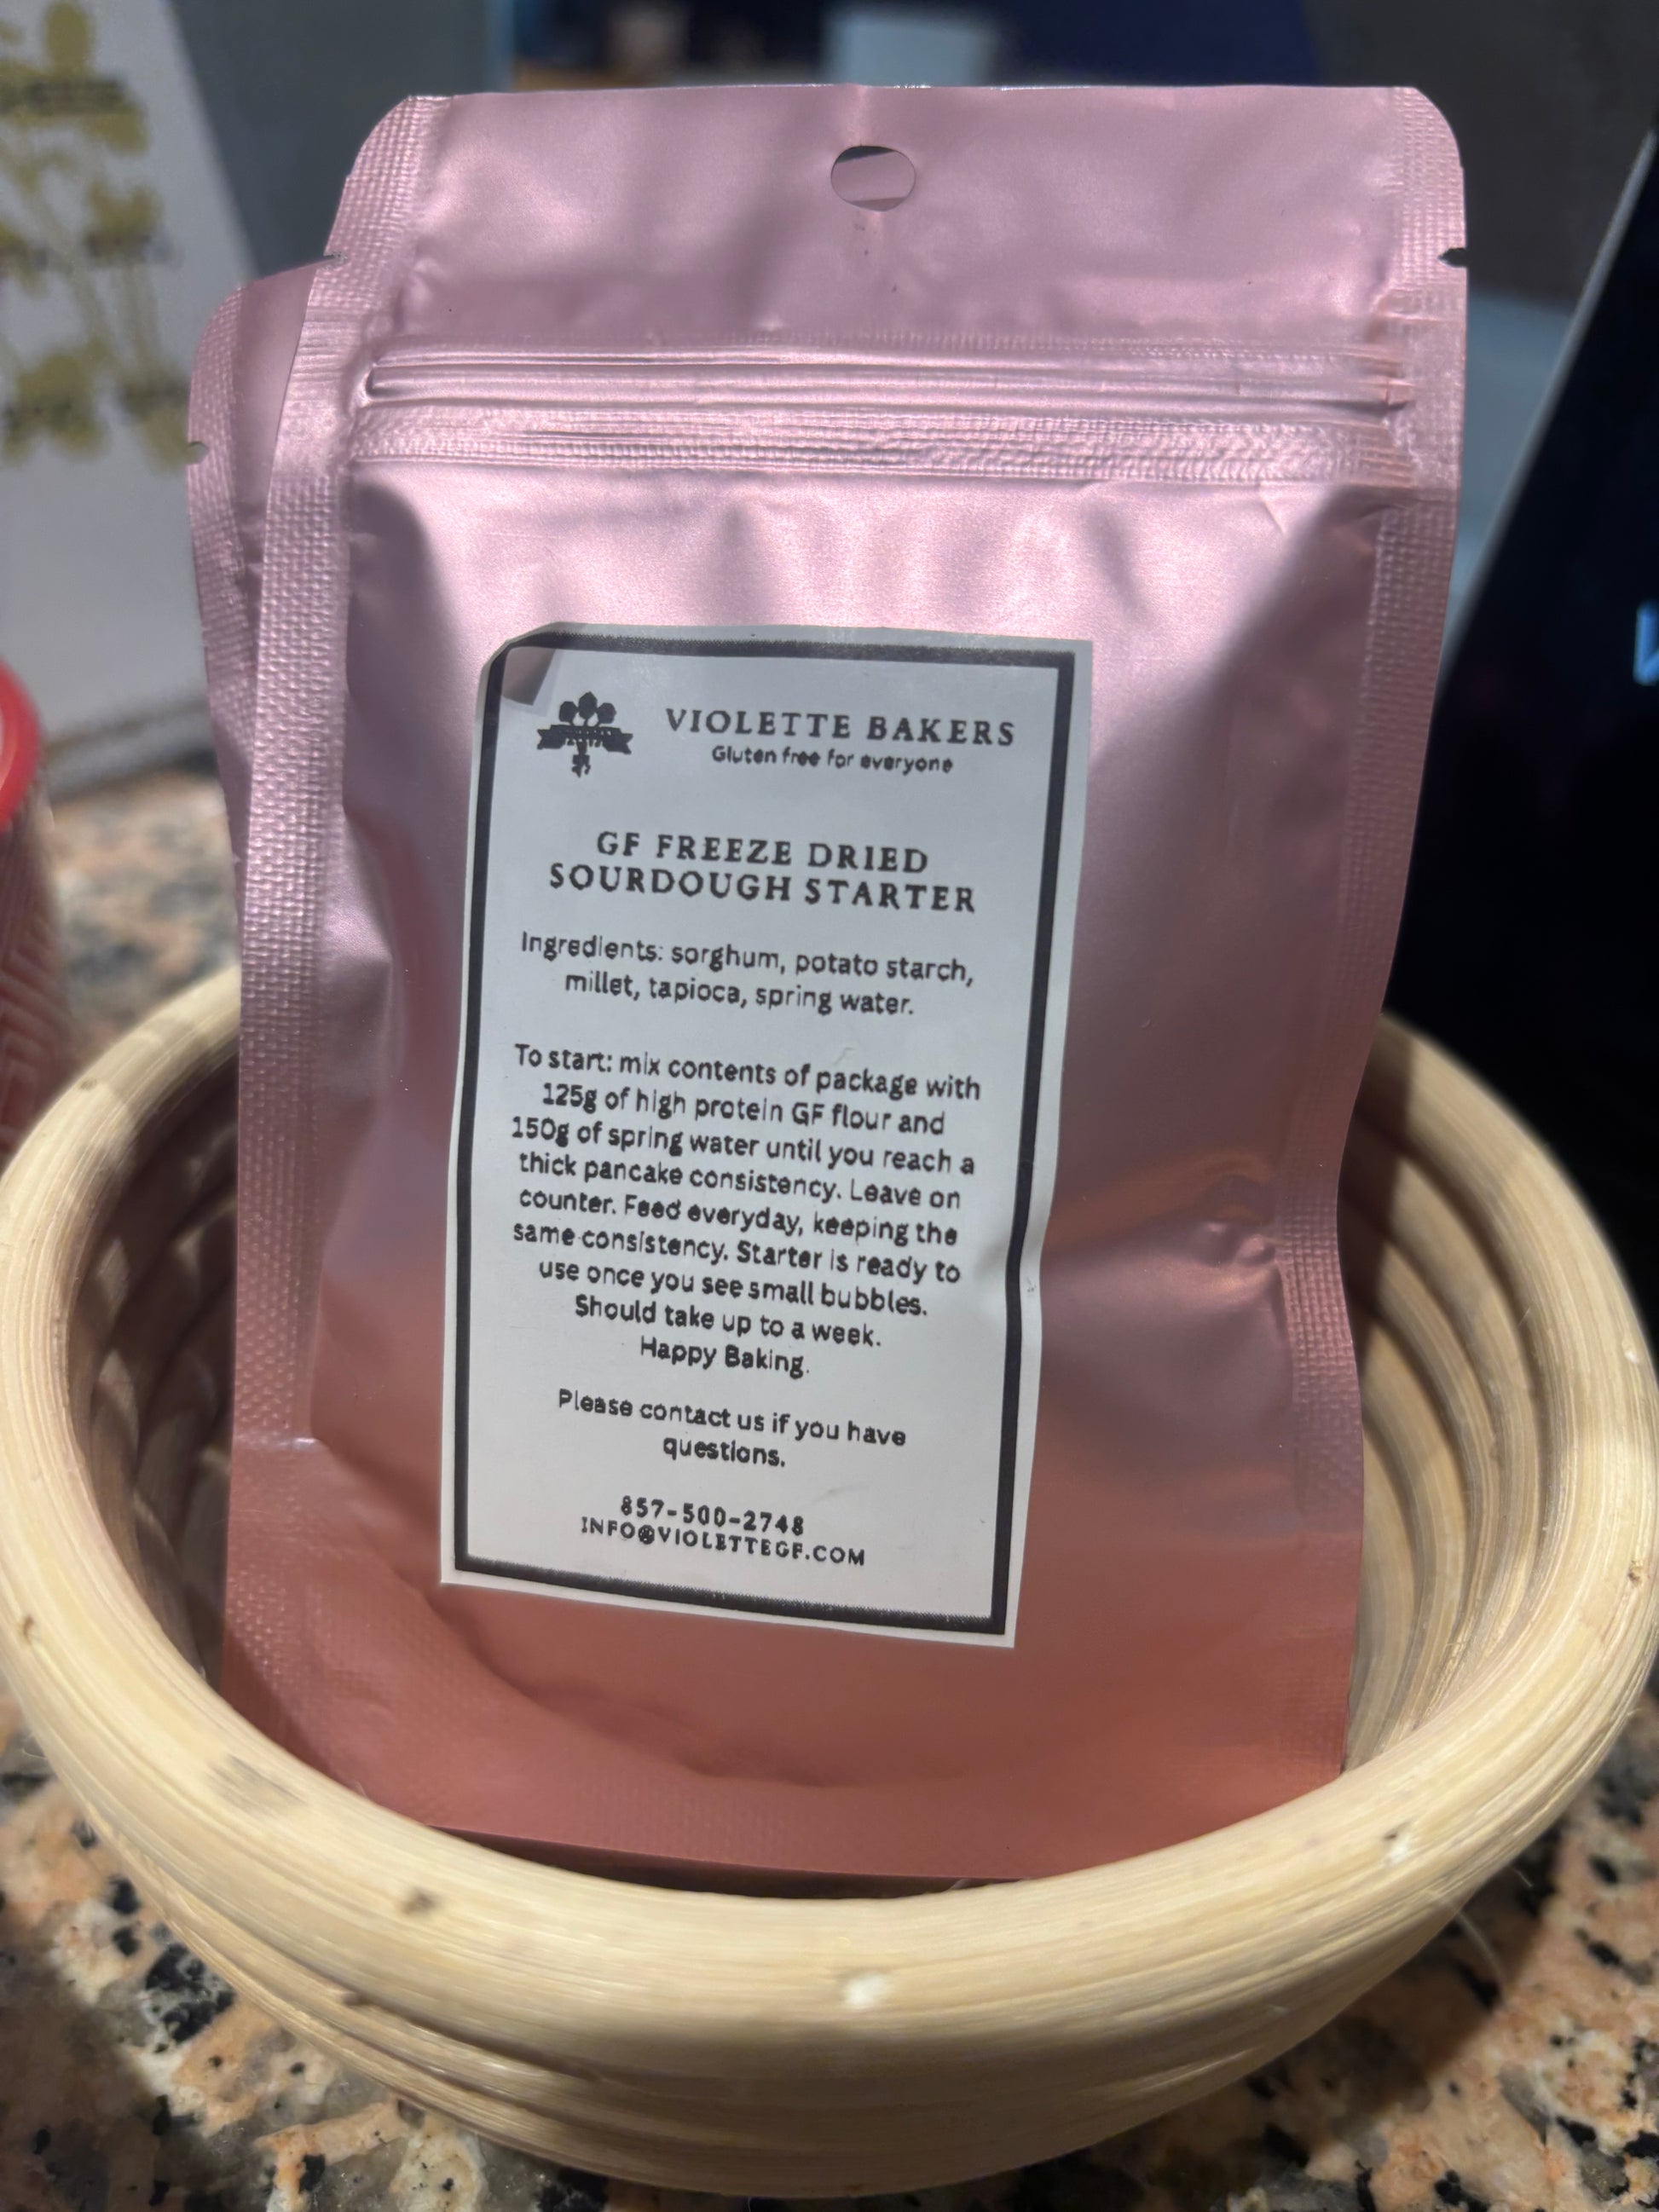 VIOLETTE BAKERS
Gluten free for everyone
GF FREEZE DRIED
SOURDOUGH STARTER
Ingredients: sorghum, potato starch,
millet, tapioca, spring water.
To start: mix contents of package with
125g of high protein GF flour and
150g of spring water until you reach a
thick pancake consistency. Leave on
counter. Feed everyday, keeping the
same consistency. Starter is ready to
use once you see small bubbles.
Should take up to a week.
Happy Baking.
Please contact us if you have
questions.
857-500-2748
INFO@VIOLETTEGF.COM